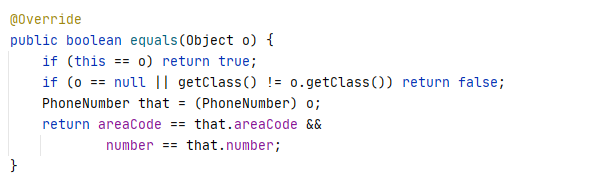 @Override
public boolean equals(Object o) {
    if (this == o) return true;
    if (o == null || getClass() != o.getClass()) return false;
    PhoneNumber that = (PhoneNumber) o;
    return areaCode == that.areaCode &&
            number == that.number;
}